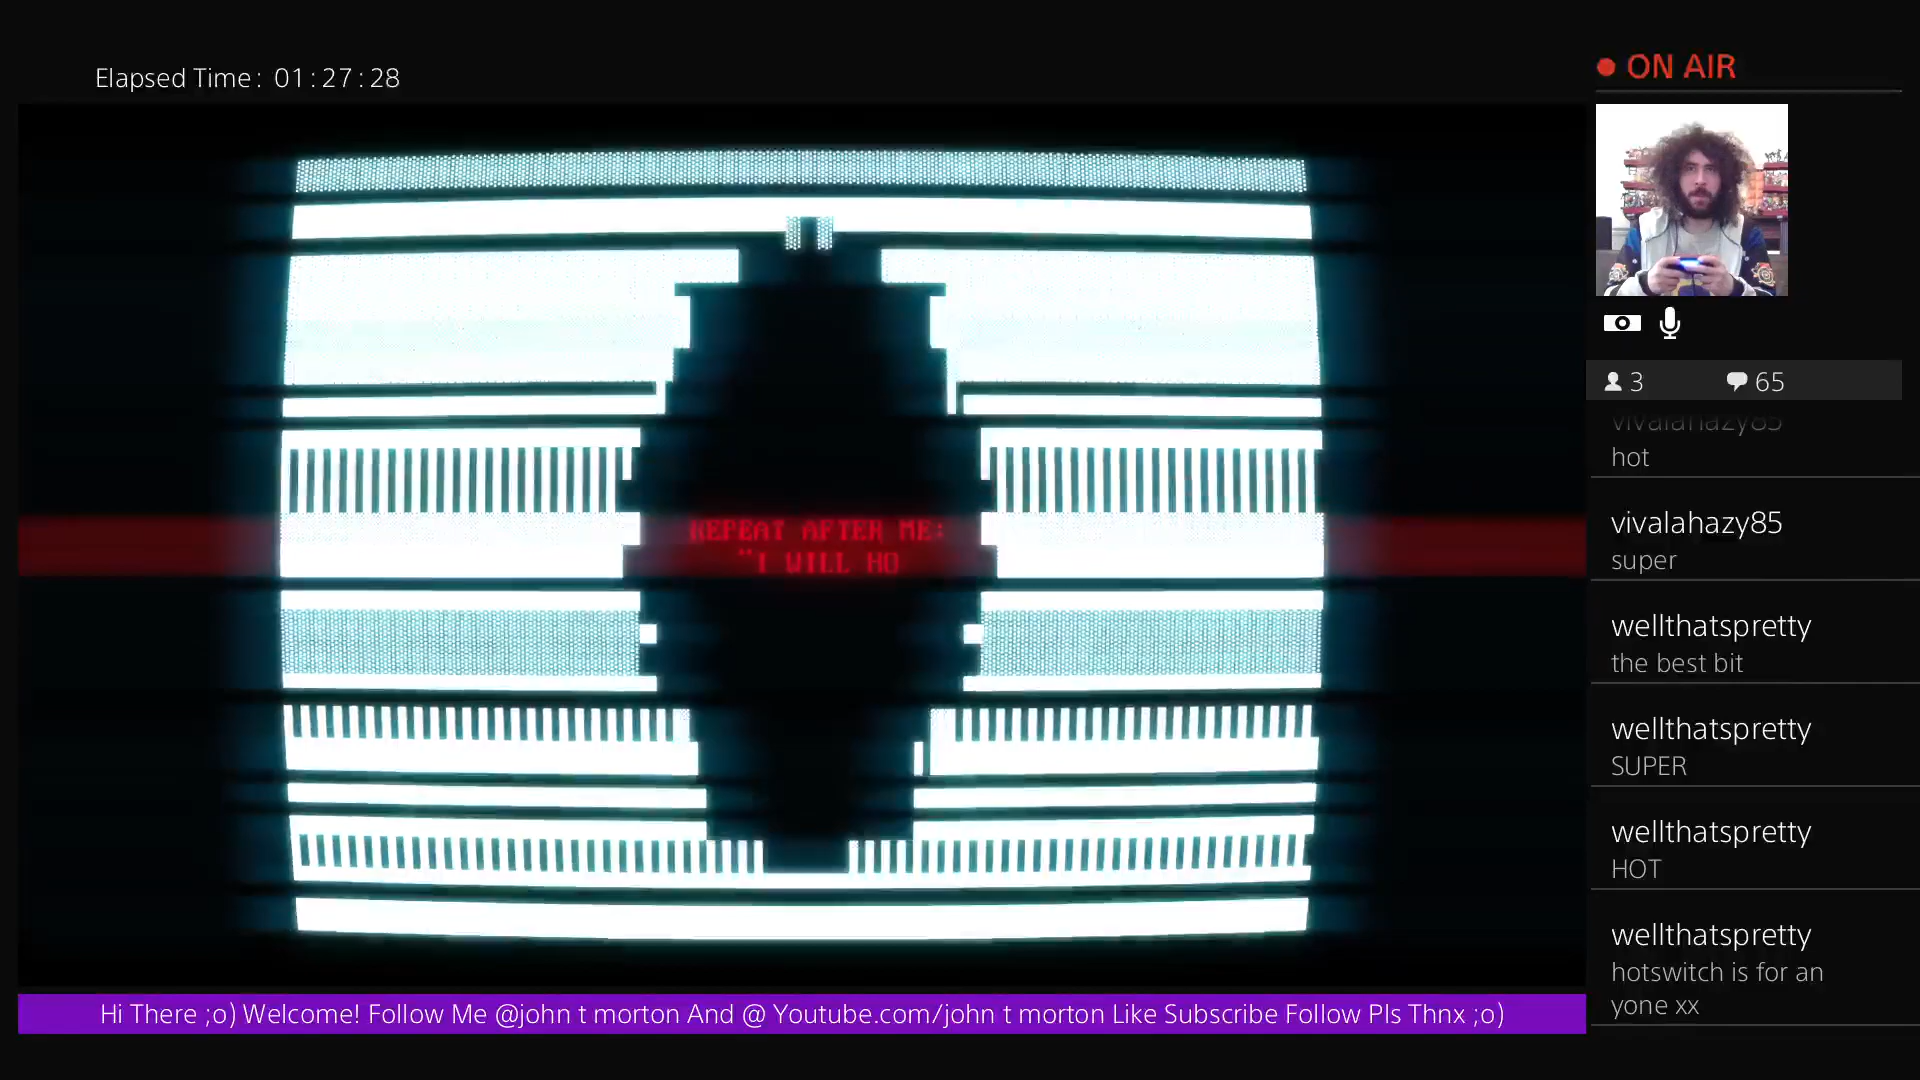 Elapsed Time: 01:27:28
ON AIR
REPEAT AFTER ME:
"I WILL HO
3
65
vivalahazy85
hot
vivalahazy85
super
wellthatspretty
the best bit
wellthatspretty
SUPER
wellthatspretty
HOT
wellthatspretty
hotswitch is for an
yone xx
Hi There ;o) Welcome! Follow Me @john t morton And @ Youtube.com/john t morton Like Subscribe Follow Pls Thnx ;o)